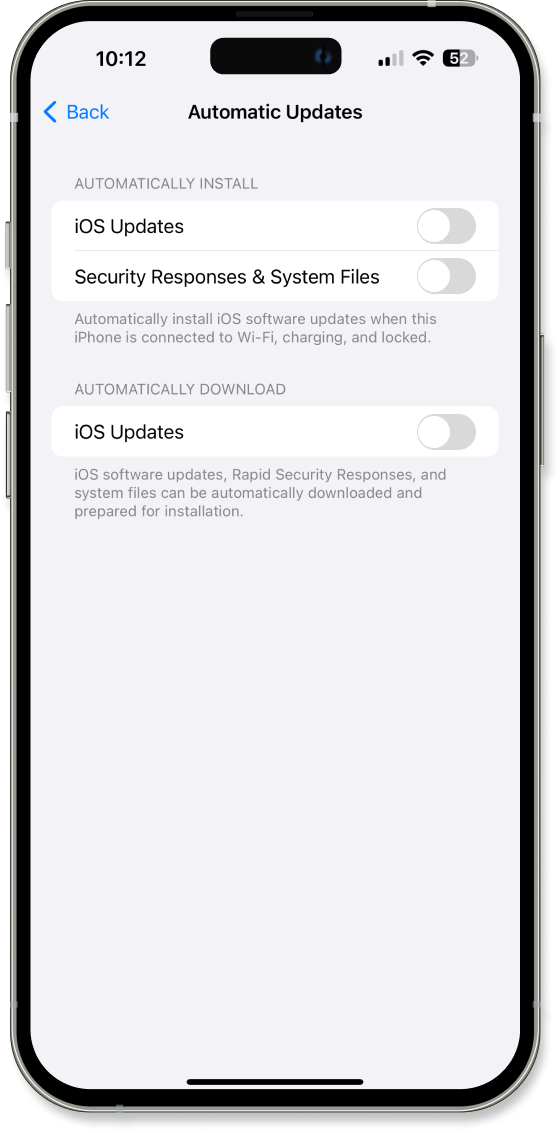 10:12
52
Back
Automatic Updates
AUTOMATICALLY INSTALL
iOS Updates
Security Responses & System Files
Automatically install iOS software updates when this
iPhone is connected to Wi-Fi, charging, and locked.
AUTOMATICALLY DOWNLOAD
iOS Updates
iOS software updates, Rapid Security Responses, and
system files can be automatically downloaded and
prepared for installation.